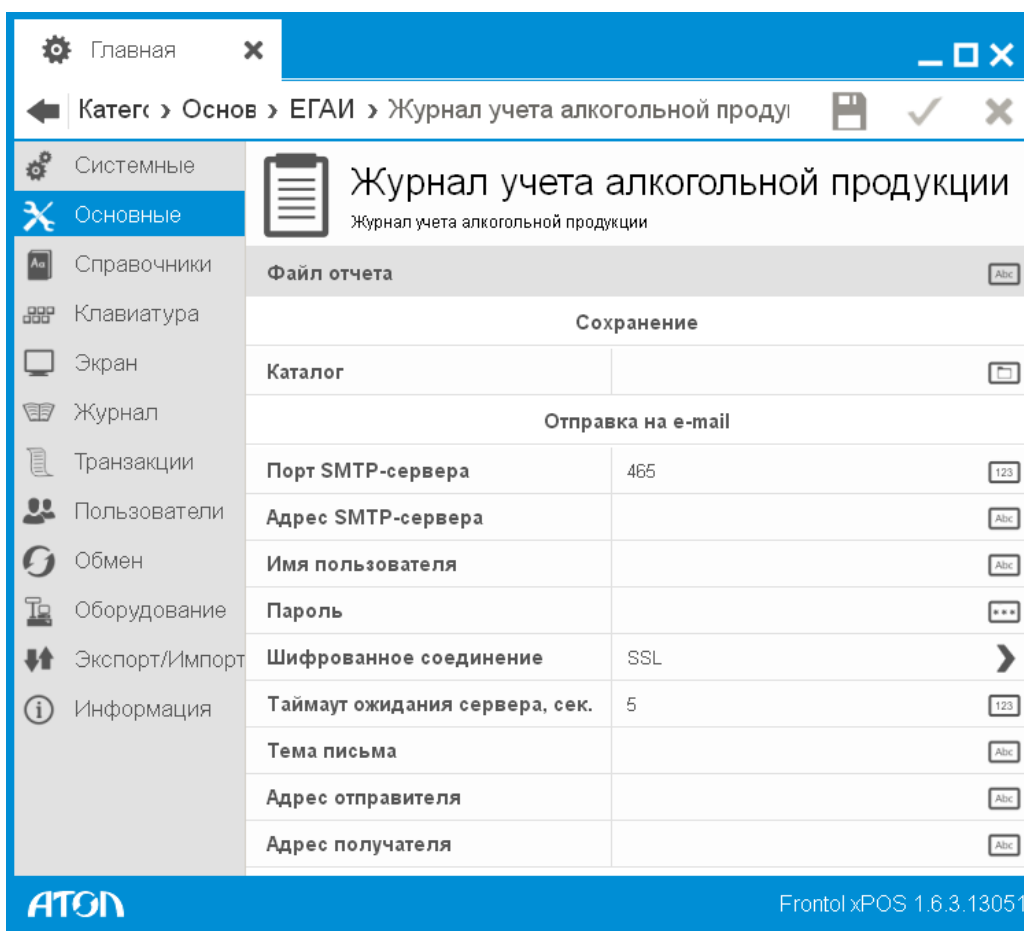 Главная
Катего › Основ › ЕГАИ › Журнал учета алкогольной продук
Системные
Основные
Справочники
Клавиатура
Экран
Журнал
Транзакции
Пользователи
Обмен
Оборудование
Экспорт/Импорт
Информация
Журнал учета алкогольной продукции
Журнал учета алкогольной продукции
Файл отчета Abc
Сохранение
Каталог
Отправка на e-mail
Порт SMTP-сервера 465 123
Адрес SMTP-сервера Abc
Имя пользователя Abc
Пароль
Шифрованное соединение SSL
Таймаут ожидания сервера, сек. 5 123
Тема письма Abc
Адрес отправителя Abc
Адрес получателя Abc
АТОЛ
Frontol xPOS 1.6.3.13051